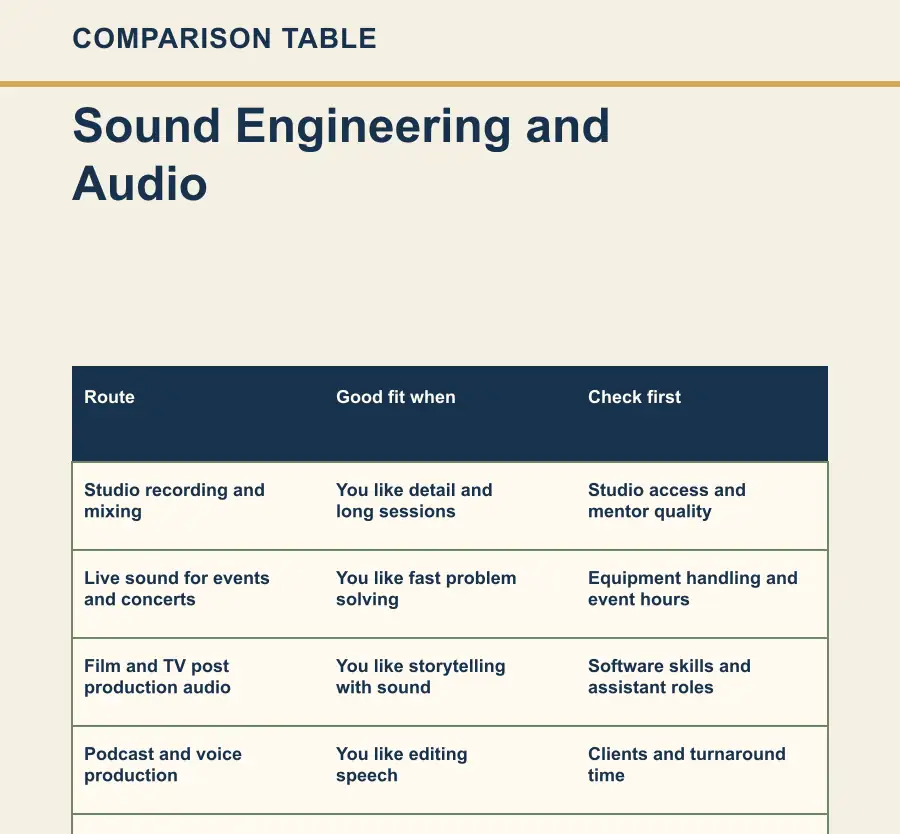 COMPARISON TABLE
Sound Engineering and
Audio
Route
Good fit when
Check first
Studio recording and
mixing
You like detail and
long sessions
Studio access and
mentor quality
Live sound for events
and concerts
You like fast problem
solving
Equipment handling and
event hours
Film and TV post
production audio
You like storytelling
with sound
Software skills and
assistant roles
Podcast and voice
production
You like editing
speech
Clients and turnaround
time